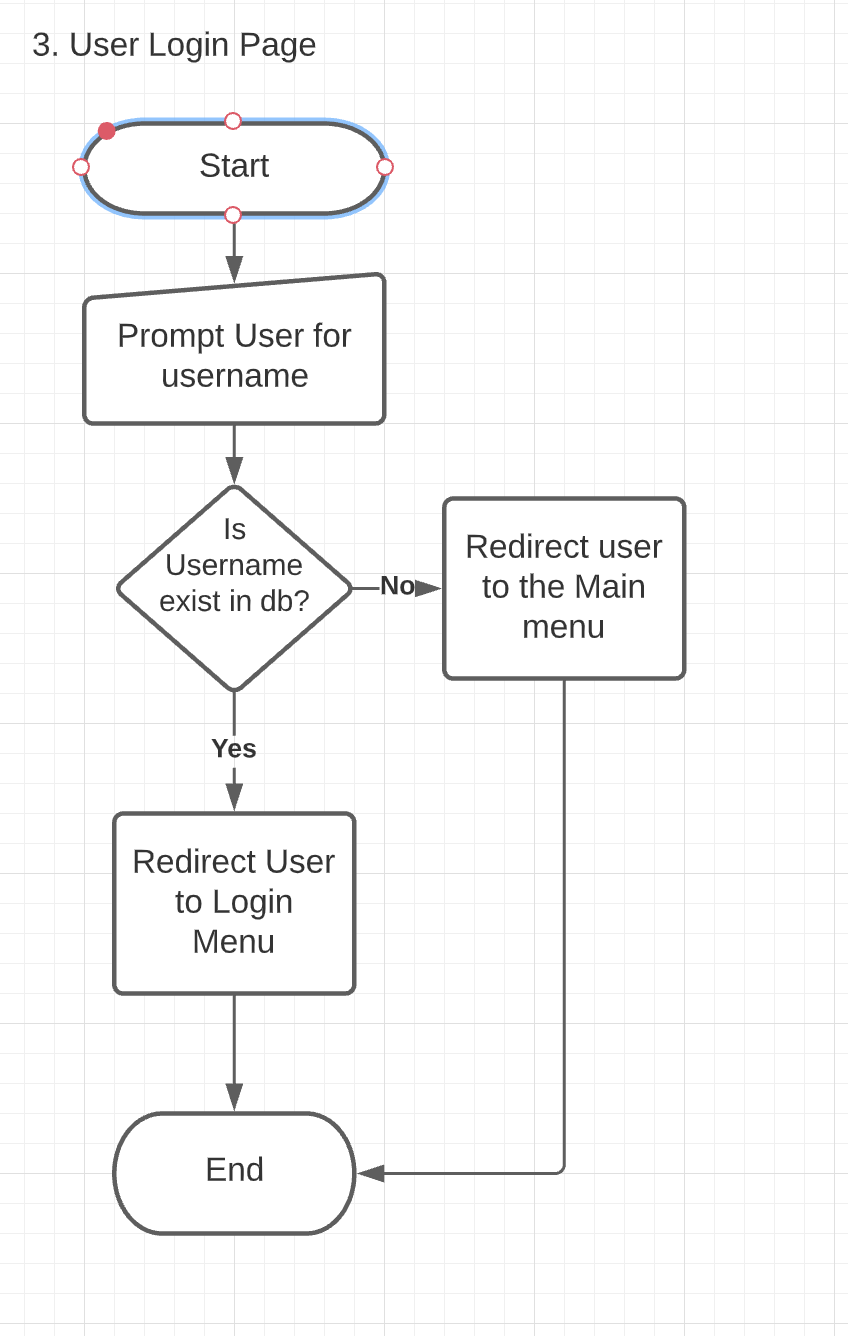 3. User Login Page
Start
Prompt User for
username
Is
Username
exist in db?
No
Redirect user
to the Main
menu
Yes
Redirect User
to Login
Menu
End